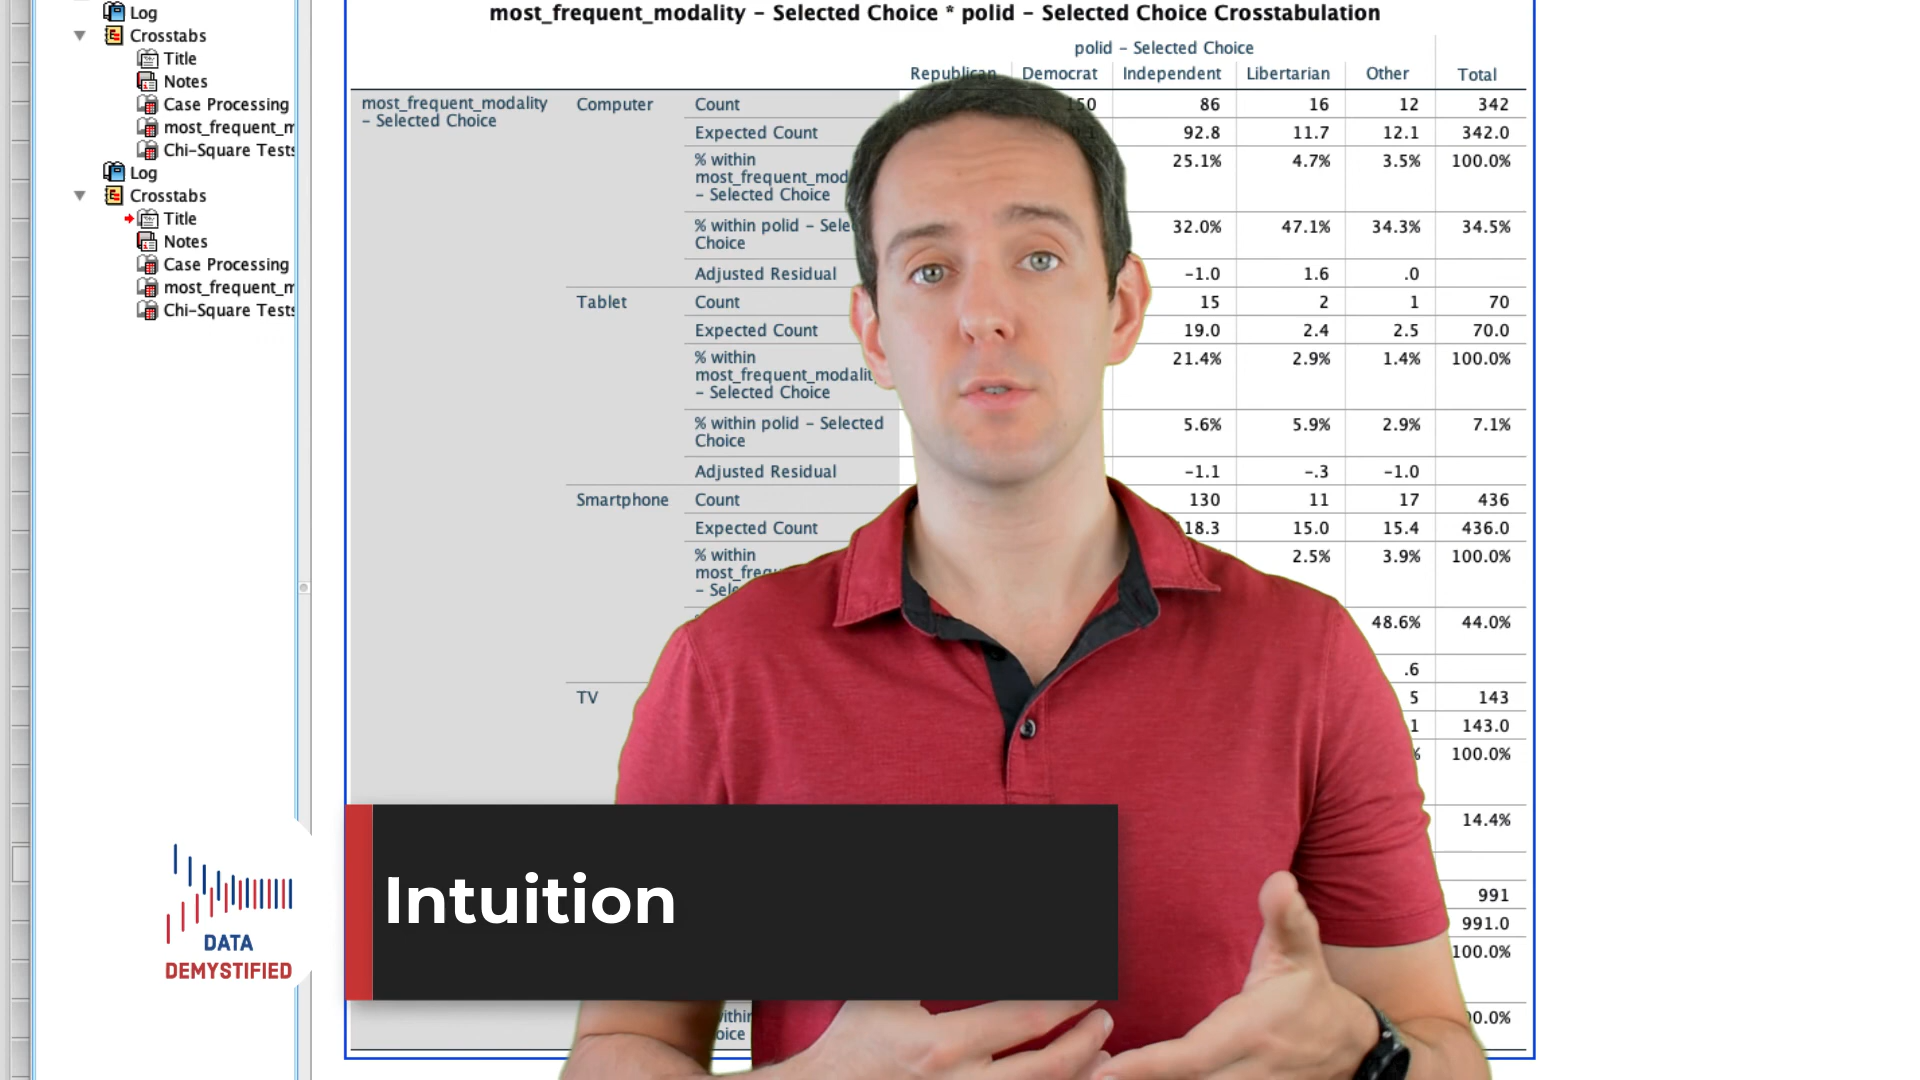 Log
Crosstabs
Title
Notes
Case Processing
Chi-Square Tests
Log
Crosstabs
Title
Notes
Case Processing
Chi-Square Tests
most_frequent_modality - Selected Choice * polid - Selected Choice Crosstabulation
polid - Selected Choice
Republican Democrat Independent Libertarian Other Total
most_frequent_modality
- Selected Choice
Computer Count 86 16 12 342
Expected Count 92.8 11.7 12.1 342.0
% within 25.1% 4.7% 3.5% 100.0%
- Selected Choice
% within polid - 32.0% 47.1% 34.3% 34.5%
Choice
Adjusted Residual -1.0 1.6 .0
Tablet Count 15 2 1 70
Expected Count 19.0 2.4 2.5 70.0
% within 21.4% 2.9% 1.4% 100.0%
- Selected Choice
% within polid - Selected 5.6% 5.9% 2.9% 7.1%
Choice
Adjusted Residual -1.1 -.3 -1.0
Smartphone Count 130 11 17 436
Expected Count 15.0 15.4 436.0
% within 2.5% 3.9% 100.0%
48.6% 44.0%
.6
TV 5 143
143.0
100.0%
14.4%
991
991.0
100.0%
Intuition
DATA
DEMYSTIFIED